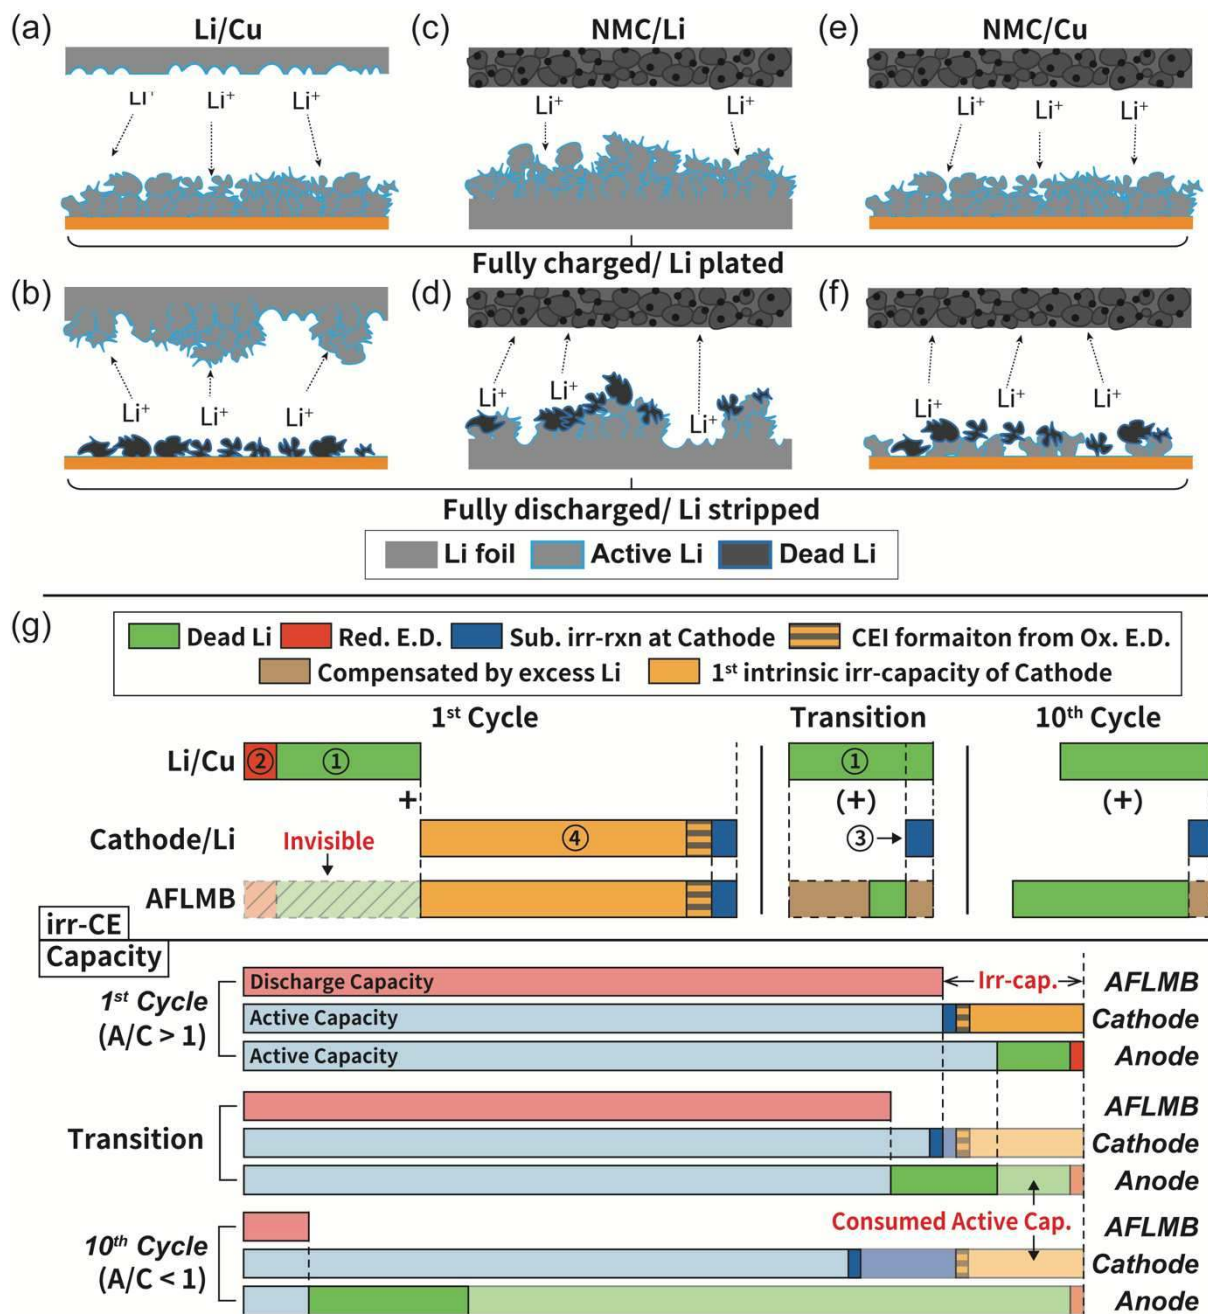 (a) Li/Cu (c) NMC/Li (e) NMC/Cu
Li⁺ Li⁺ Li⁺ Li⁺ Li⁺ Li⁺ Li⁺ Li⁺
Fully charged/ Li plated
(b) (d) (f)
Li⁺ Li⁺ Li⁺ Li⁺ Li⁺ Li⁺ Li⁺ Li⁺ Li⁺
Fully discharged/ Li stripped
Li foil Active Li Dead Li
(g)
Dead Li Red. E.D. Sub. irr-rxn at Cathode CEI formaiton from Ox. E.D.
Compensated by excess Li 1st intrinsic irr-capacity of Cathode
1st Cycle Transition 10th Cycle
Li/Cu ② ① ①
+ (+) (+)
Cathode/Li Invisible ④ ③
AFLMB
irr-CE
Capacity
1st Cycle
(A/C > 1)
Discharge Capacity Irr-cap. AFLMB
Active Capacity Cathode
Active Capacity Anode
Transition
AFLMB
Cathode
Anode
10th Cycle
(A/C < 1)
Consumed Active Cap. AFLMB
Cathode
Anode